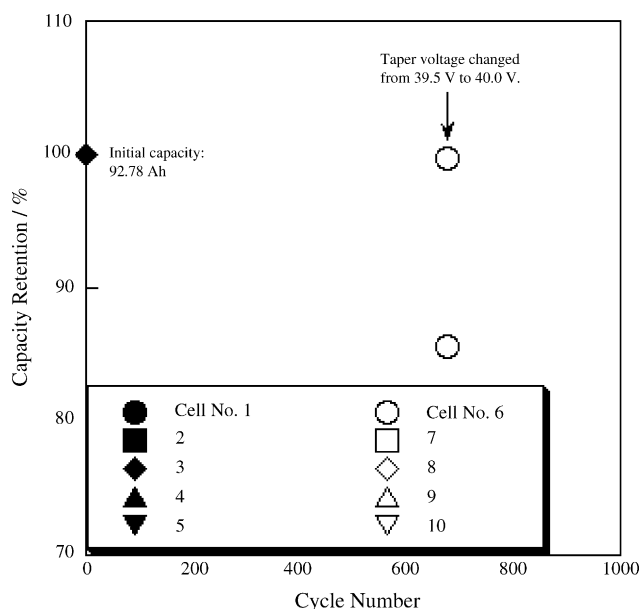 110
Taper voltage changed
from 39.5 V to 40.0 V.
100
Initial capacity:
92.78 Ah
Capacity Retention / %
90
80
Cell No. 1
Cell No. 6
2
7
3
8
4
9
5
10
70
0
200
400
600
800
1000
Cycle Number